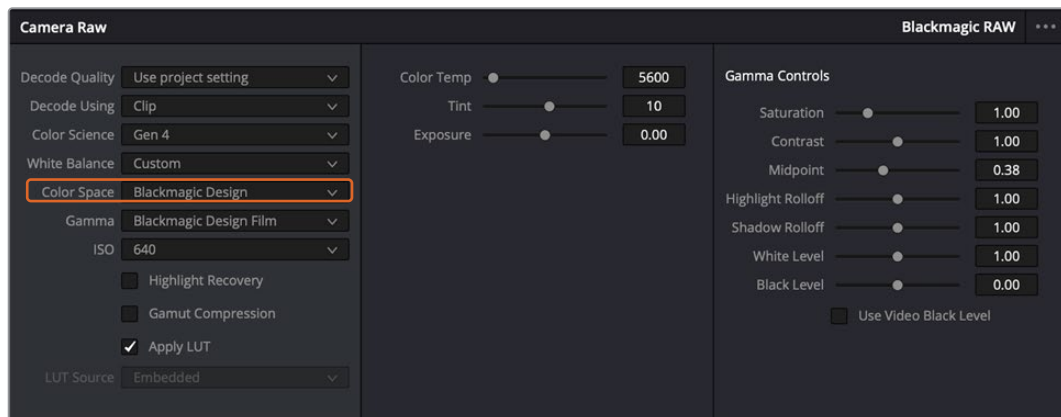 Camera Raw
Blackmagic RAW
Decode Quality Use project setting
Decode Using Clip
Color Science Gen 4
White Balance Custom
Color Space Blackmagic Design
Gamma Blackmagic Design Film
ISO 640
Highlight Recovery
Gamut Compression
Apply LUT
LUT Source Embedded
Color Temp 5600
Tint 10
Exposure 0.00
Gamma Controls
Saturation 1.00
Contrast 1.00
Midpoint 0.38
Highlight Rolloff 1.00
Shadow Rolloff 1.00
White Level 1.00
Black Level 0.00
Use Video Black Level